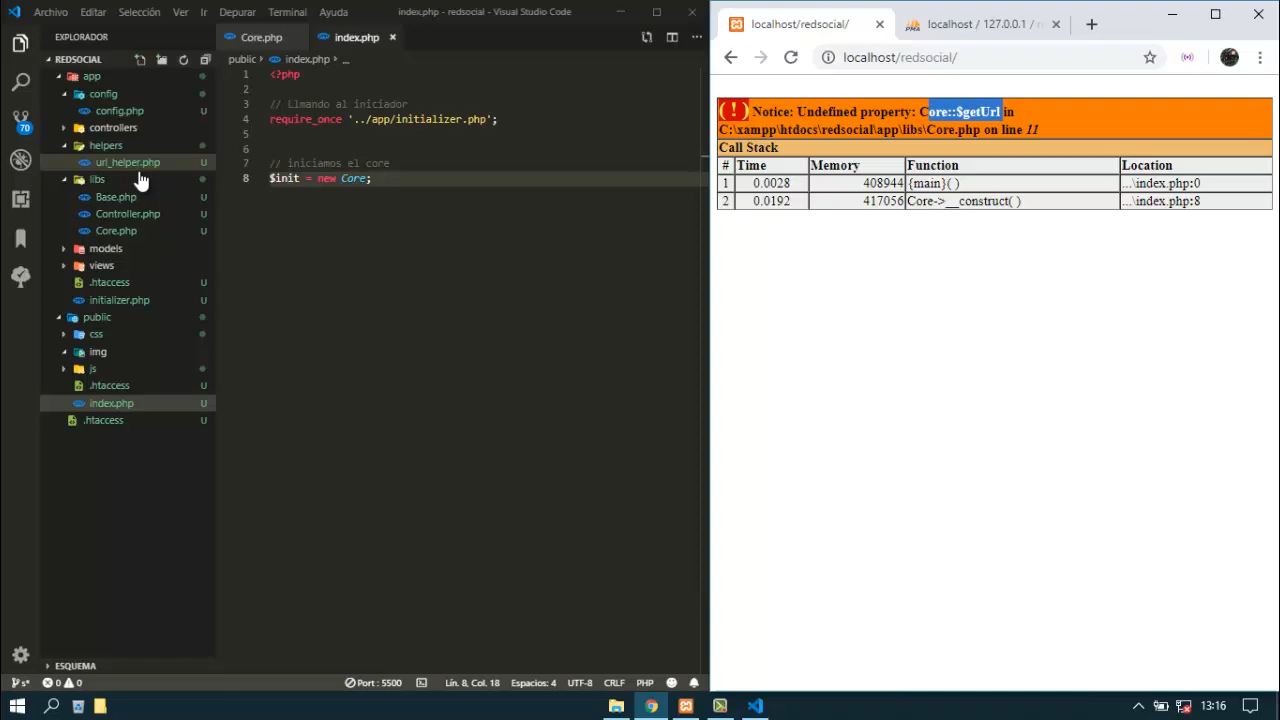 Archivo Editar Selección Ver Ir Depurar Terminal Ayuda index.php - redsocial - Visual Studio Code
EXPLORADOR
REDSOCIAL
app
config
config.php U
controllers
helpers
url_helper.php U
libs
Base.php U
Controller.php U
Core.php U
models
views
.htaccess U
initializer.php U
public
css
img
js
.htaccess U
index.php U
.htaccess U
ESQUEMA
70
Core.php index.php
public index.php ...
1 <?php
2
3 // Llmando al iniciador
4 require_once '../app/initializer.php';
5
6
7 // iniciamos el core
8 $init = new Core;
s* 0 0 Port : 5500 Lín. 8, Col. 18 Espacios: 4 UTF-8 CRLF PHP
localhost/redsocial/ localhost / 127.0.0.1 / r
localhost/redsocial/
( ! ) Notice: Undefined property: Core::$getUrl in
C:\xampp\htdocs\redsocial\app\libs\Core.php on line 11
Call Stack
# Time Memory Function Location
1 0.0028 408944 {main}( ) ...\index.php:0
2 0.0192 417056 Core->__construct( ) ...\index.php:8
13:16